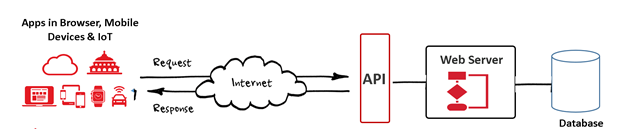 Apps in Browser, Mobile
Devices & IoT
Request
Internet
Response
API
Web Server
Database